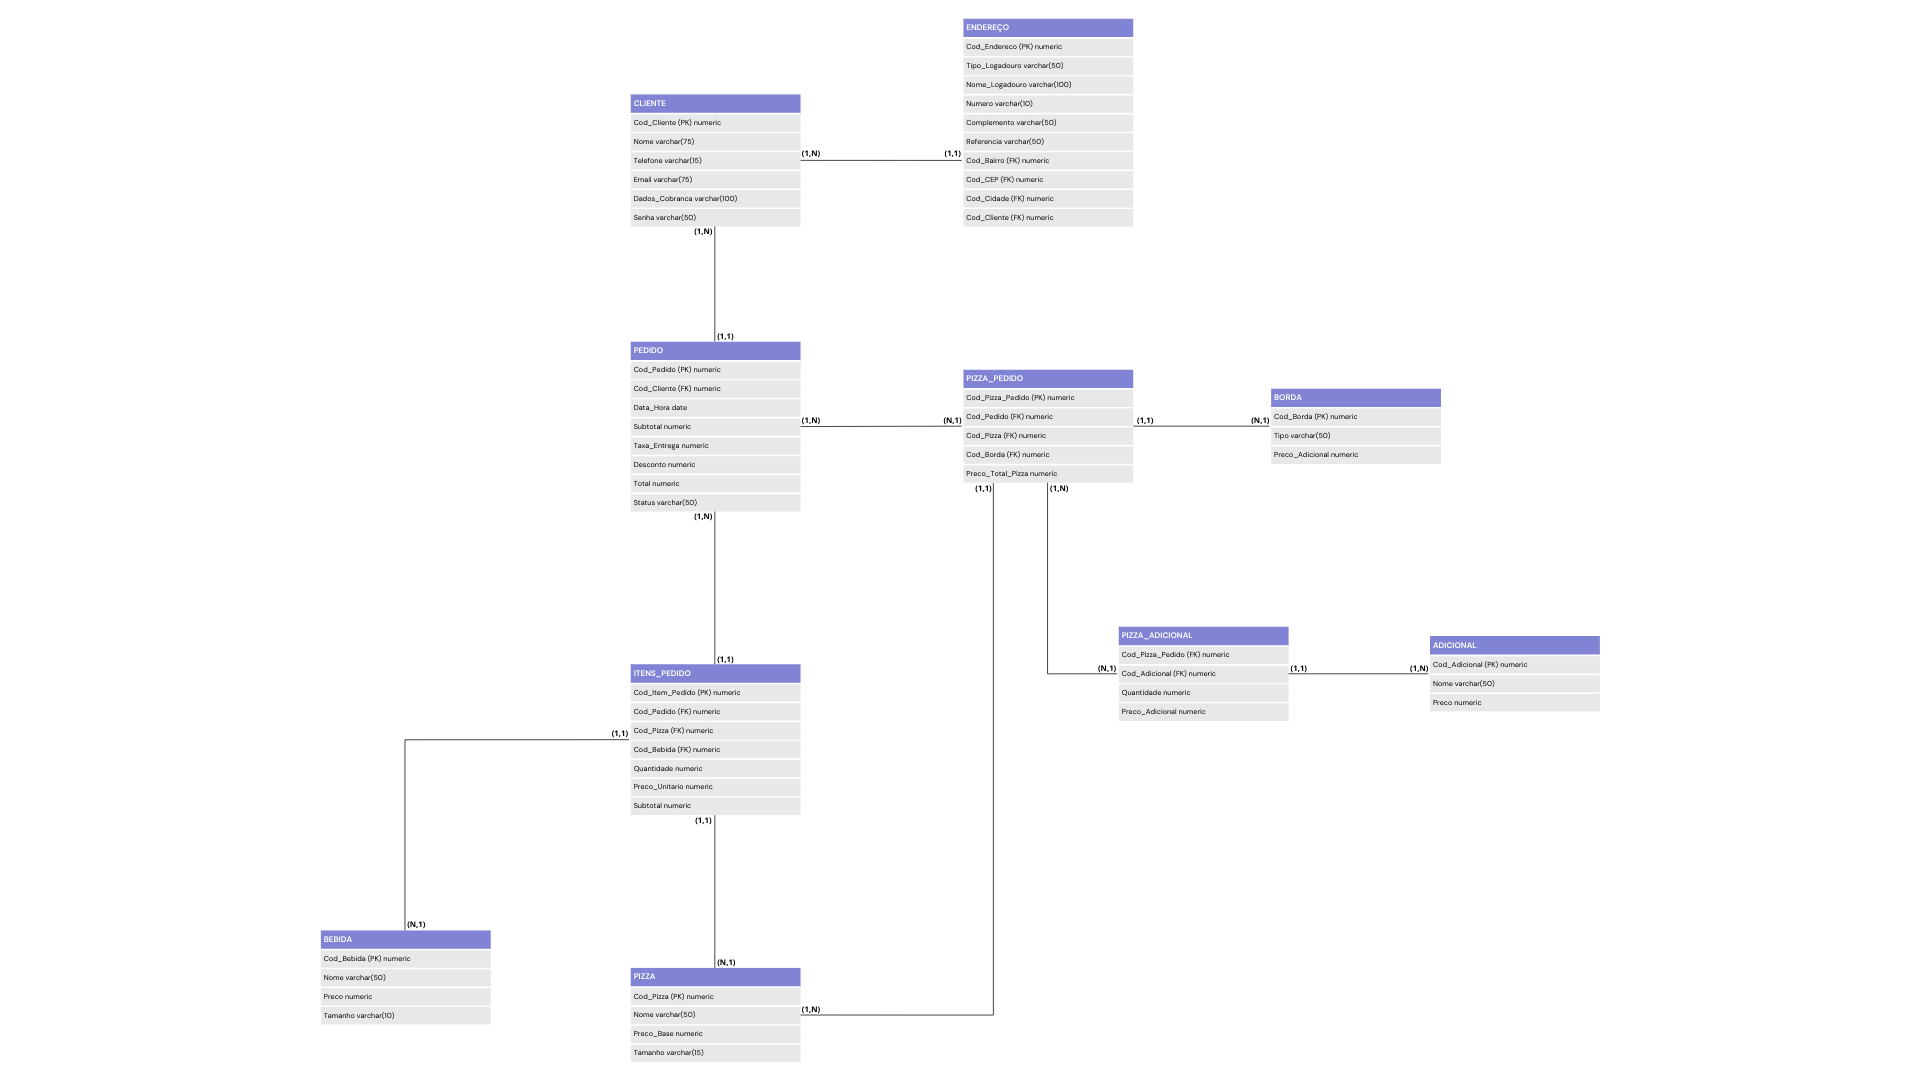 ENDEREÇO
Cod_Endereco (PK) numeric
Tipo_Logadouro varchar(50)
Nome_Logadouro varchar(100)
Numero varchar(10)
Complemento varchar(50)
Referencia varchar(50)
Cod_Bairro (FK) numeric
Cod_CEP (FK) numeric
Cod_Cidade (FK) numeric
Cod_Cliente (FK) numeric
CLIENTE
Cod_Cliente (PK) numeric
Nome varchar(75)
Telefone varchar(15)
Email varchar(75)
Dados_Cobranca varchar(100)
Senha varchar(50)
(1,N)
(1,1)
(1,N)
(1,1)
PEDIDO
Cod_Pedido (PK) numeric
Cod_Cliente (FK) numeric
Data_Hora date
Subtotal numeric
Taxa_Entrega numeric
Desconto numeric
Total numeric
Status varchar(50)
(1,N)
(N,1)
PIZZA_PEDIDO
Cod_Pizza_Pedido (PK) numeric
Cod_Pedido (FK) numeric
Cod_Pizza (FK) numeric
Cod_Borda (FK) numeric
Preco_Total_Pizza numeric
(1,1)
(N,1)
BORDA
Cod_Borda (PK) numeric
Tipo varchar(50)
Preco_Adicional numeric
(1,1)
(1,N)
(1,N)
(1,1)
ITENS_PEDIDO
Cod_Item_Pedido (PK) numeric
Cod_Pedido (FK) numeric
Cod_Pizza (FK) numeric
Cod_Bebida (FK) numeric
Quantidade numeric
Preco_Unitario numeric
Subtotal numeric
(1,1)
(1,1)
PIZZA_ADICIONAL
Cod_Pizza_Pedido (FK) numeric
Cod_Adicional (FK) numeric
Quantidade numeric
Preco_Adicional numeric
(N,1)
(1,1)
(1,N)
ADICIONAL
Cod_Adicional (PK) numeric
Nome varchar(50)
Preco numeric
(N,1)
BEBIDA
Cod_Bebida (PK) numeric
Nome varchar(50)
Preco numeric
Tamanho varchar(10)
(N,1)
PIZZA
Cod_Pizza (PK) numeric
Nome varchar(50)
Preco_Base numeric
Tamanho varchar(15)
(1,N)